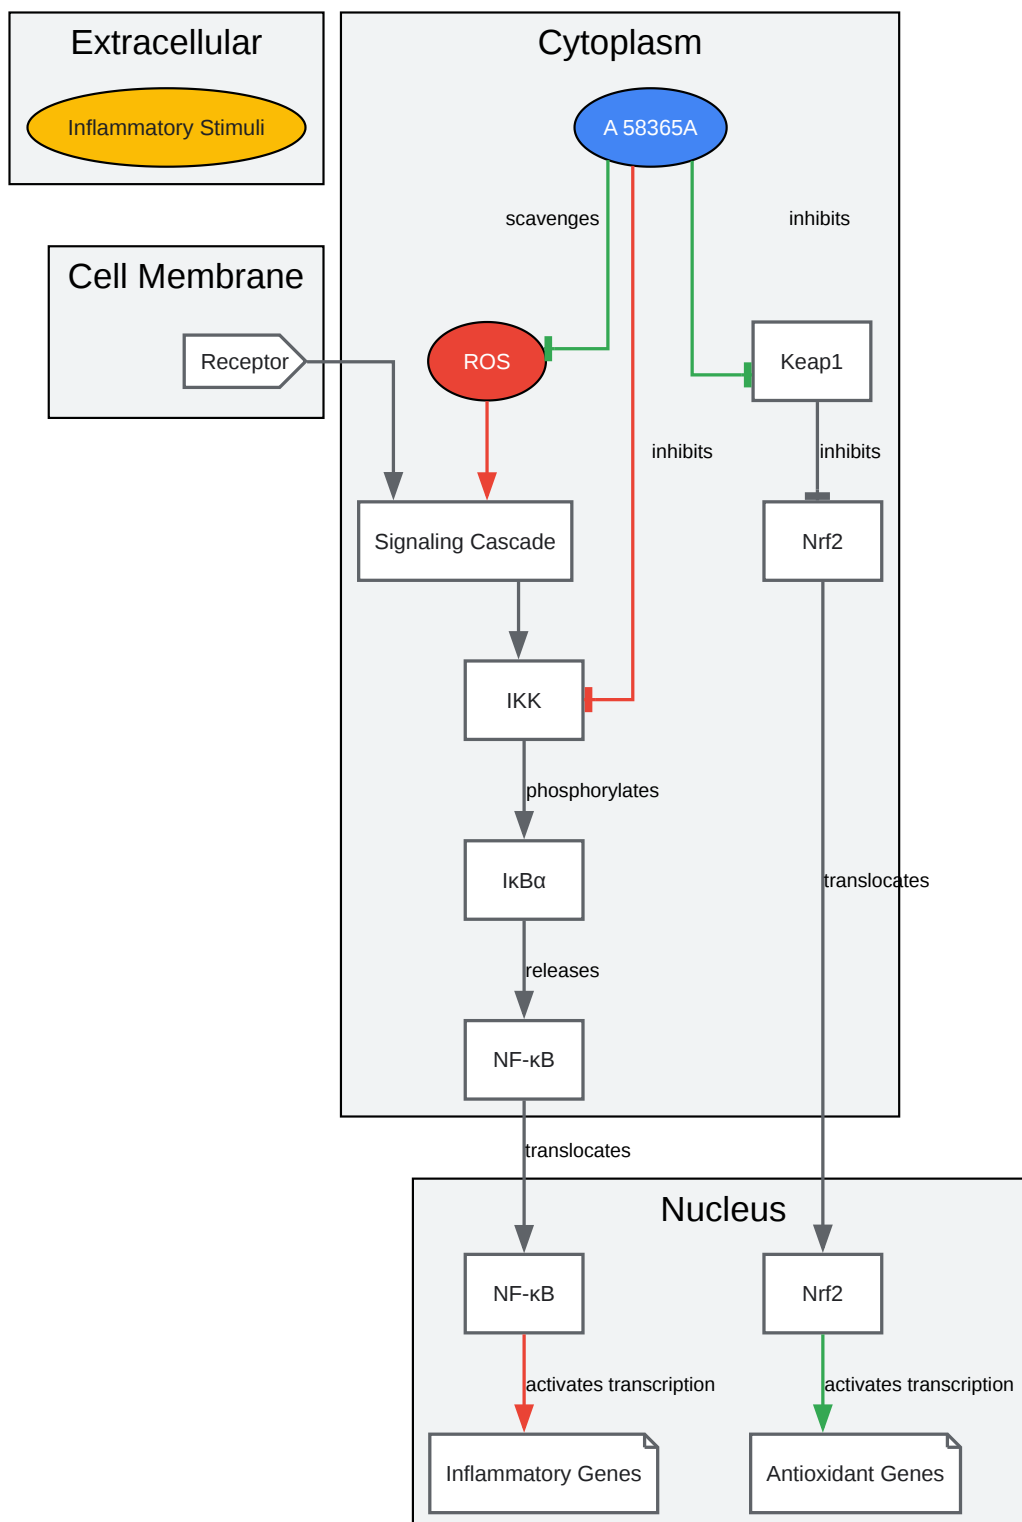 Extracellular
Inflammatory Stimuli
Cytoplasm
A 58365A
scavenges
inhibits
Cell Membrane
Receptor
ROS
Keap1
inhibits
inhibits
Signaling Cascade
Nrf2
IKK
phosphorylates
IκBα
translocates
releases
NF-κB
translocates
Nucleus
NF-κB
Nrf2
activates transcription
activates transcription
Inflammatory Genes
Antioxidant Genes